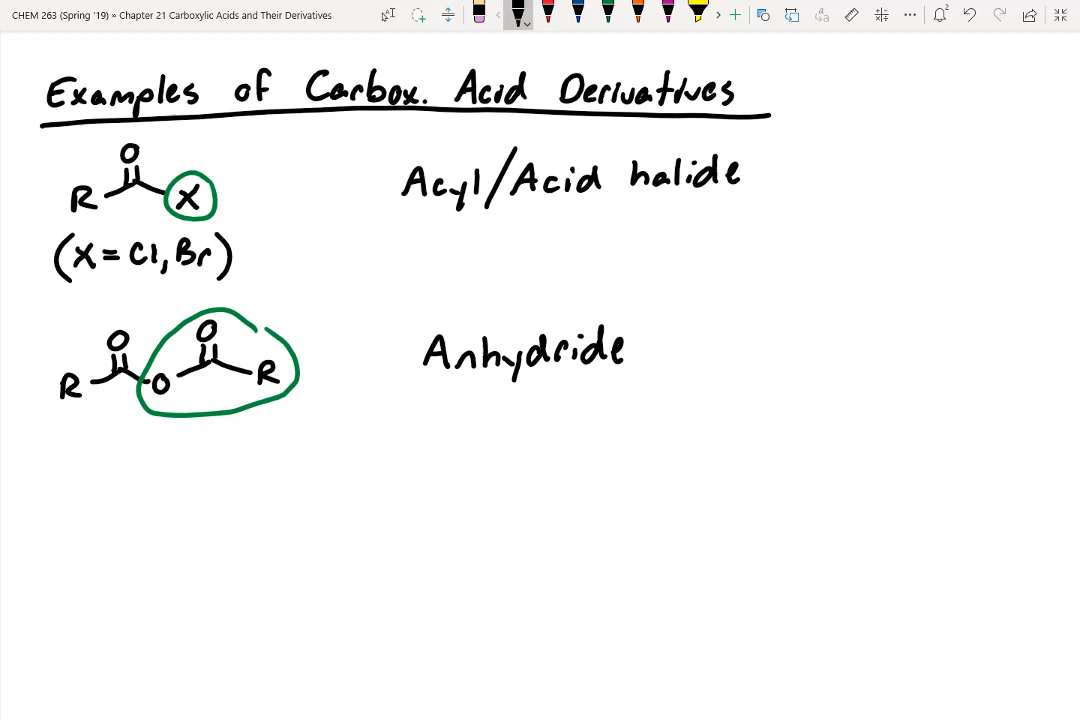 CHEM 263 (Spring '19) » Chapter 21 Carboxylic Acids and Their Derivatives
2
Examples of Carbox. Acid Derivatives
O
R X Acyl/Acid halide
(X = Cl, Br)
O O
R O R Anhydride